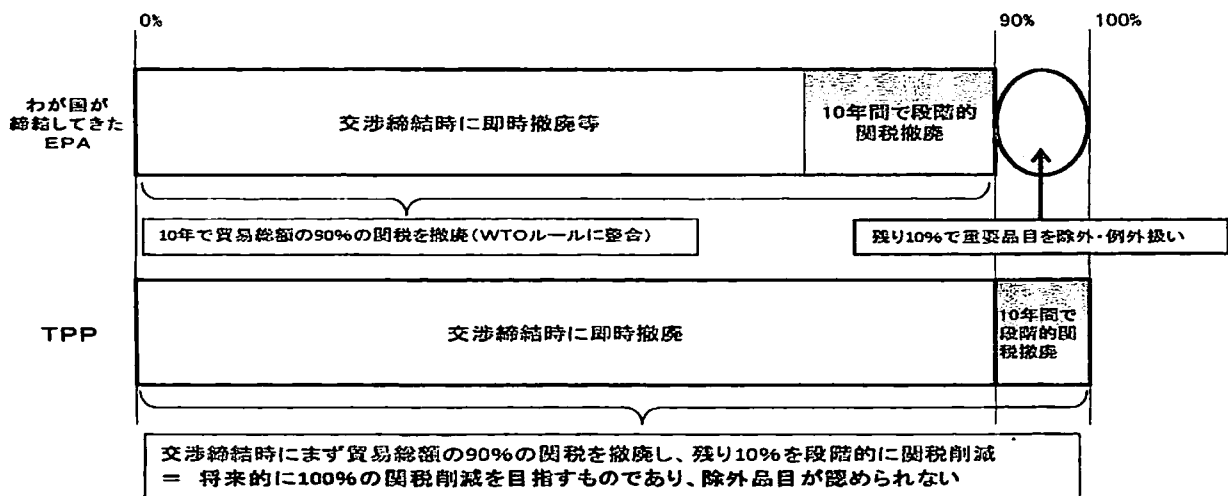 0%
90%
100%
わが国が
締結してきた
EPA
交渉締結時に即時撤廃等
10年間で段階的
関税撤廃
10年で貿易総額の90%の関税を撤廃(WTOルールに整合)
残り10%で重要品目を除外・例外扱い
TPP
交渉締結時に即時撤廃
10年間で
段階的関
税撤廃
交渉締結時にまず貿易総額の90%の関税を撤廃し、残り10%を段階的に関税削減
= 将来的に100%の関税削減を目指すものであり、除外品目が認められない